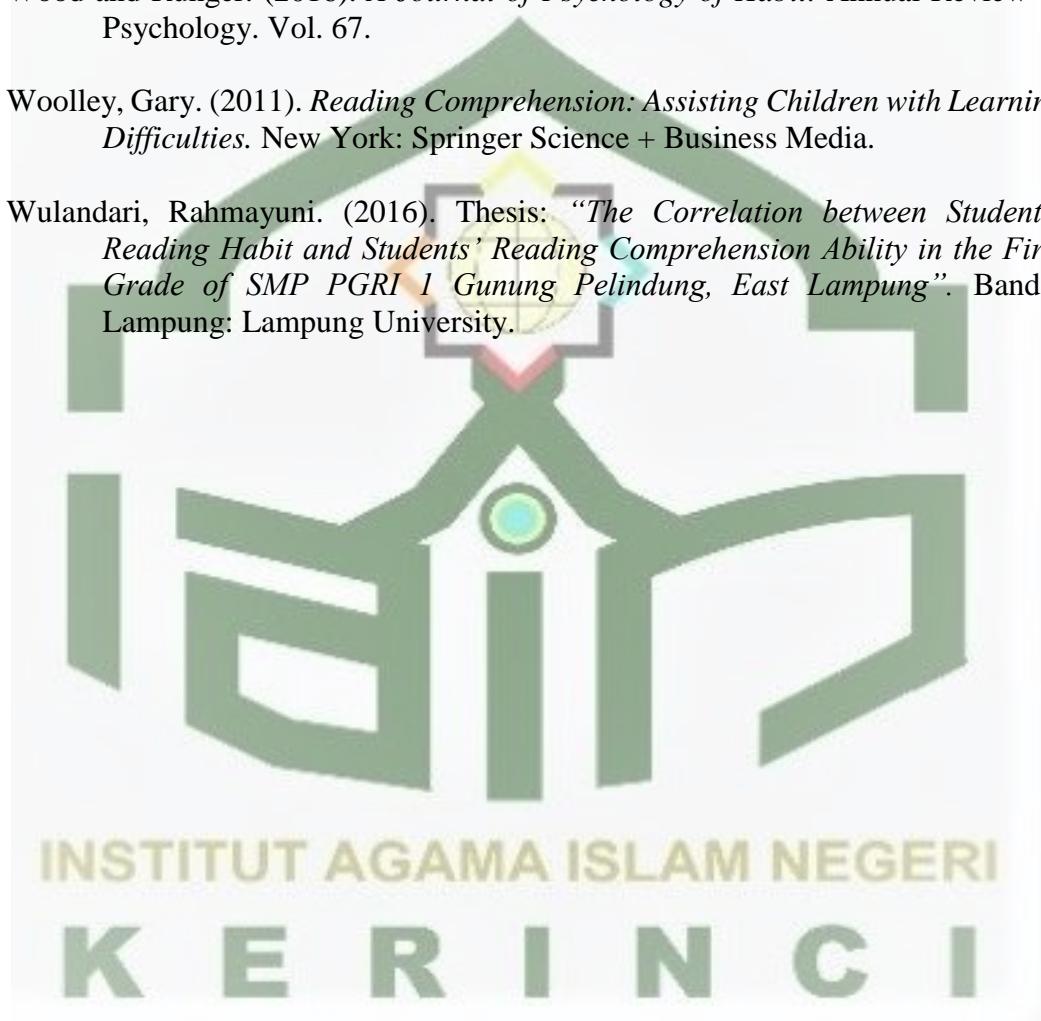 Psychology. Vol. 67.
Woolley, Gary. (2011). Reading Comprehension: Assisting Children with Learnin
Difficulties. New York: Springer Science + Business Media.
Wulandari, Rahmayuni. (2016). Thesis: “The Correlation between Student
Reading Habit and Students’ Reading Comprehension Ability in the Fir
Grade of SMP PGRI 1 Gunung Pelindung, East Lampung”. Band
Lampung: Lampung University.
iain
INSTITUT AGAMA ISLAM NEGERI
KERINCI